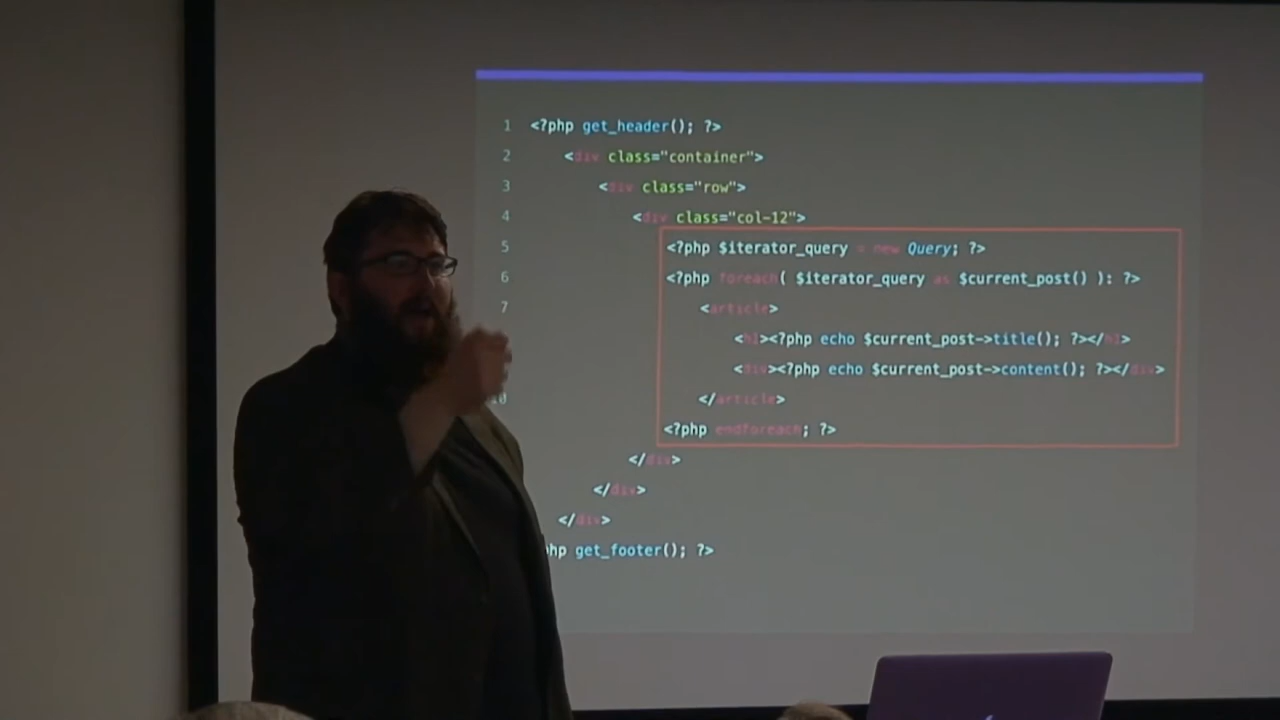 1 <?php get_header(); ?>
2 <div class="container">
3 <div class="row">
4 <div class="col-12">
5 <?php $iterator_query = new Query; ?>
6 <?php foreach( $iterator_query as $current_post() ): ?>
7 <article>
<h1><?php echo $current_post->title(); ?></h1>
<div><?php echo $current_post->content(); ?></div>
10 </article>
<?php endforeach; ?>
</div>
</div>
</div>
hp get_footer(); ?>